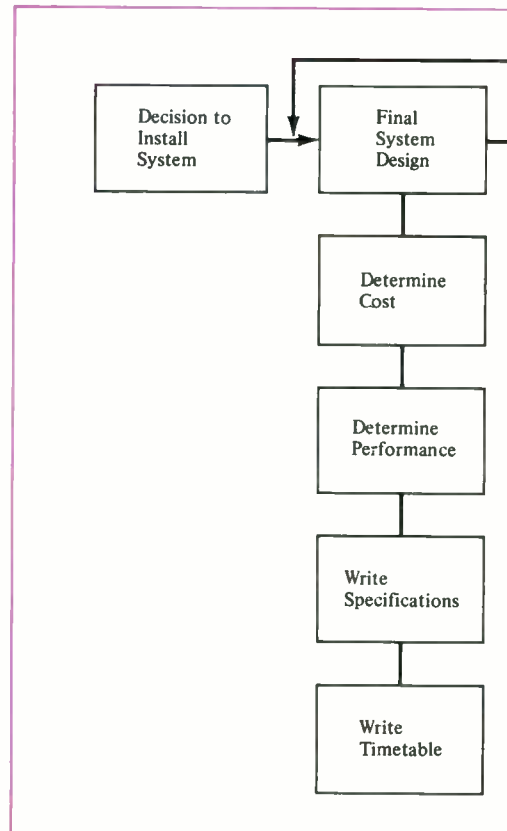 Decision to
Install
System
Final
System
Design
Determine
Cost
Determine
Performance
Write
Specifications
Write
Timetable